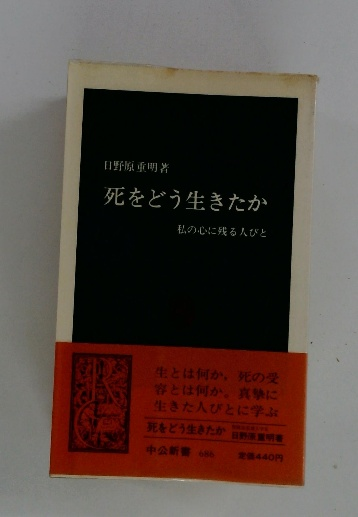 日野原重明著
死をどう生きたか
私の心に残る人びと
生とは何か、死の受
容とは何か。真摯に
生きた人びとに学ぶ
死をどう生きたか
日野原重明著
中公新書 686
定価440円